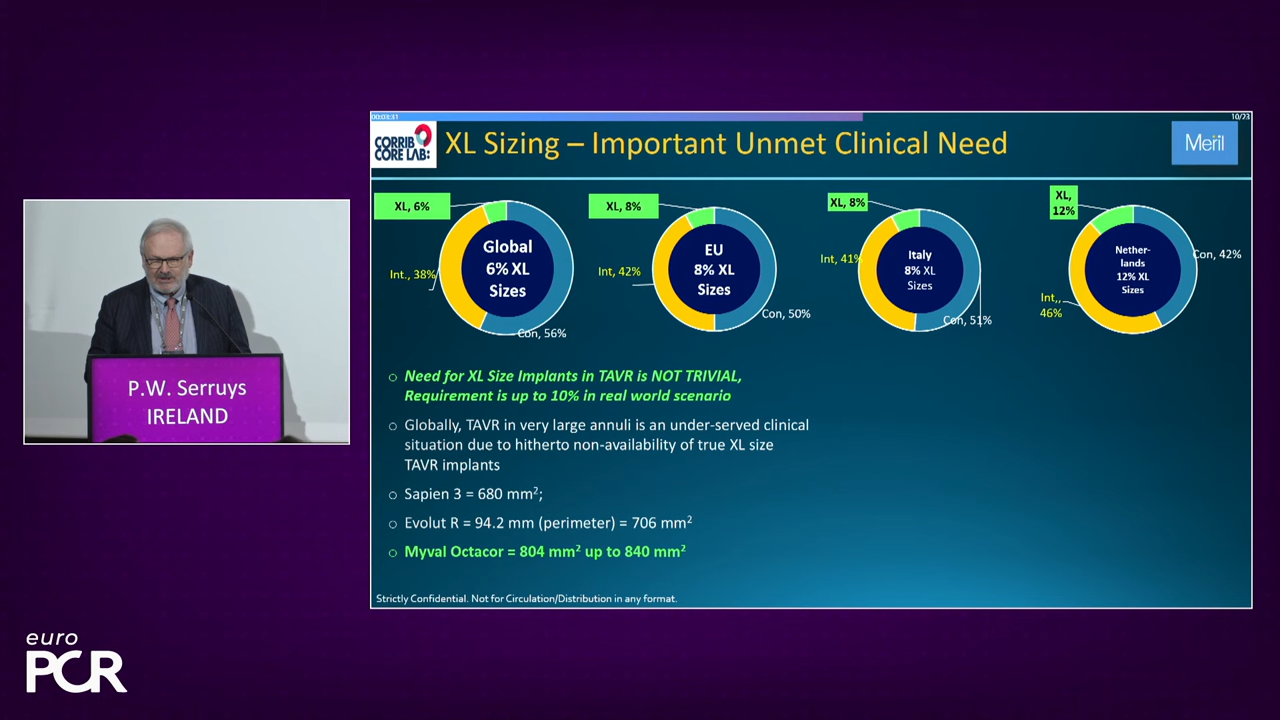 00:03:31
10/23
CORRIB
CORE LAB:
XL Sizing – Important Unmet Clinical Need
Meril
XL, 6%
Int., 38%
Global
6% XL
Sizes
Con, 56%
XL, 8%
Int, 42%
EU
8% XL
Sizes
Con, 50%
XL, 8%
Int, 41%
Italy
8% XL
Sizes
Con, 51%
XL,
12%
Int,,
46%
Nether-
lands
12% XL
Sizes
Con, 42%
○ Need for XL Size Implants in TAVR is NOT TRIVIAL,
Requirement is up to 10% in real world scenario
○ Globally, TAVR in very large annuli is an under-served clinical
situation due to hitherto non-availability of true XL size
TAVR implants
○ Sapien 3 = 680 mm²;
○ Evolut R = 94.2 mm (perimeter) = 706 mm²
○ Myval Octacor = 804 mm² up to 840 mm²
Strictly Confidential. Not for Circulation/Distribution in any format.
P.W. Serruys
IRELAND
euro
PCR